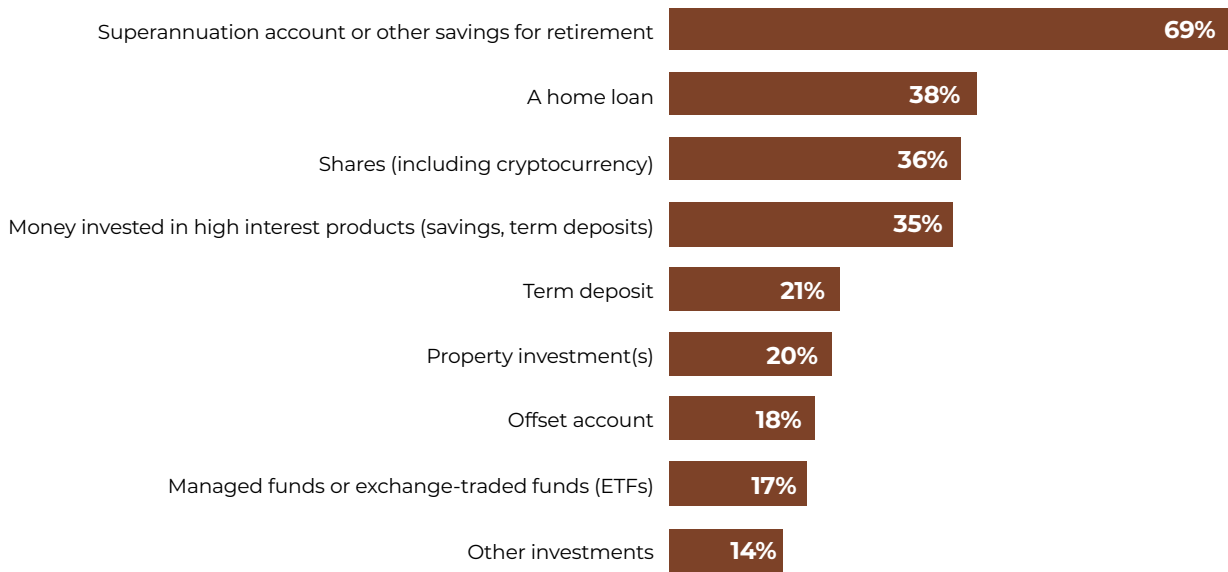 Superannuation account or other savings for retirement 69%
A home loan 38%
Shares (including cryptocurrency) 36%
Money invested in high interest products (savings, term deposits) 35%
Term deposit 21%
Property investment(s) 20%
Offset account 18%
Managed funds or exchange-traded funds (ETFs) 17%
Other investments 14%